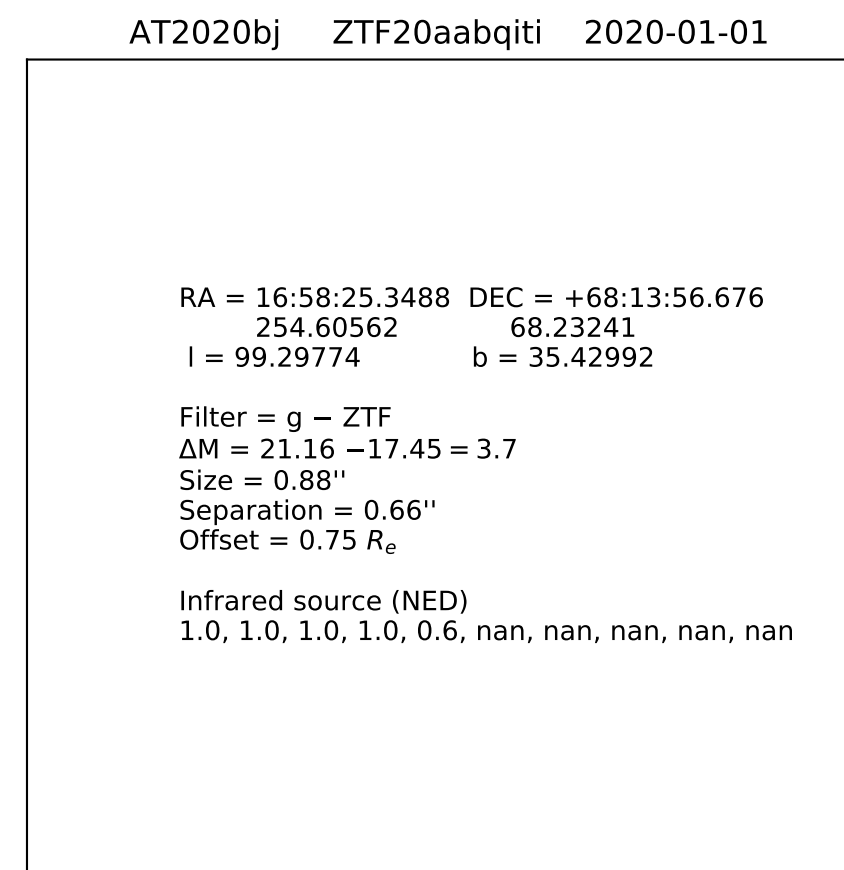 AT2020bj ZTF20aabqiti 2020-01-01
RA = 16:58:25.3488 DEC = +68:13:56.676
254.60562 68.23241
l = 99.29774 b = 35.42992
Filter = g − ZTF
ΔM = 21.16 −17.45 = 3.7
Size = 0.88''
Separation = 0.66''
Offset = 0.75 Re
Infrared source (NED)
1.0, 1.0, 1.0, 1.0, 0.6, nan, nan, nan, nan, nan